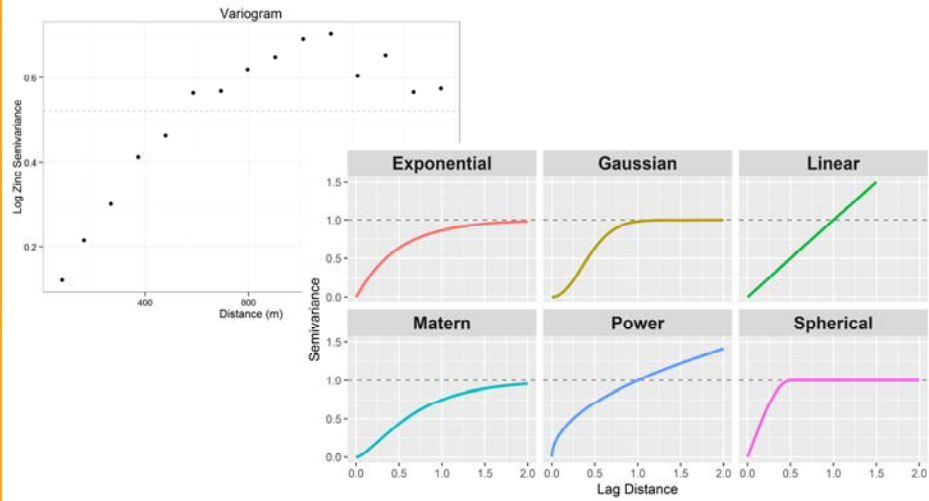 Variogram
Log Zinc Semivariance
0.6
0.4
0.2
400
800
Distance (m)
Exponential Gaussian Linear
1.5
1.0
0.5
0.0
Semivariance
Matern Power Spherical
1.5
1.0
0.5
0.0
0.0 0.5 1.0 1.5 2.0 0.0 0.5 1.0 1.5 2.0 0.0 0.5 1.0 1.5 2.0
Lag Distance